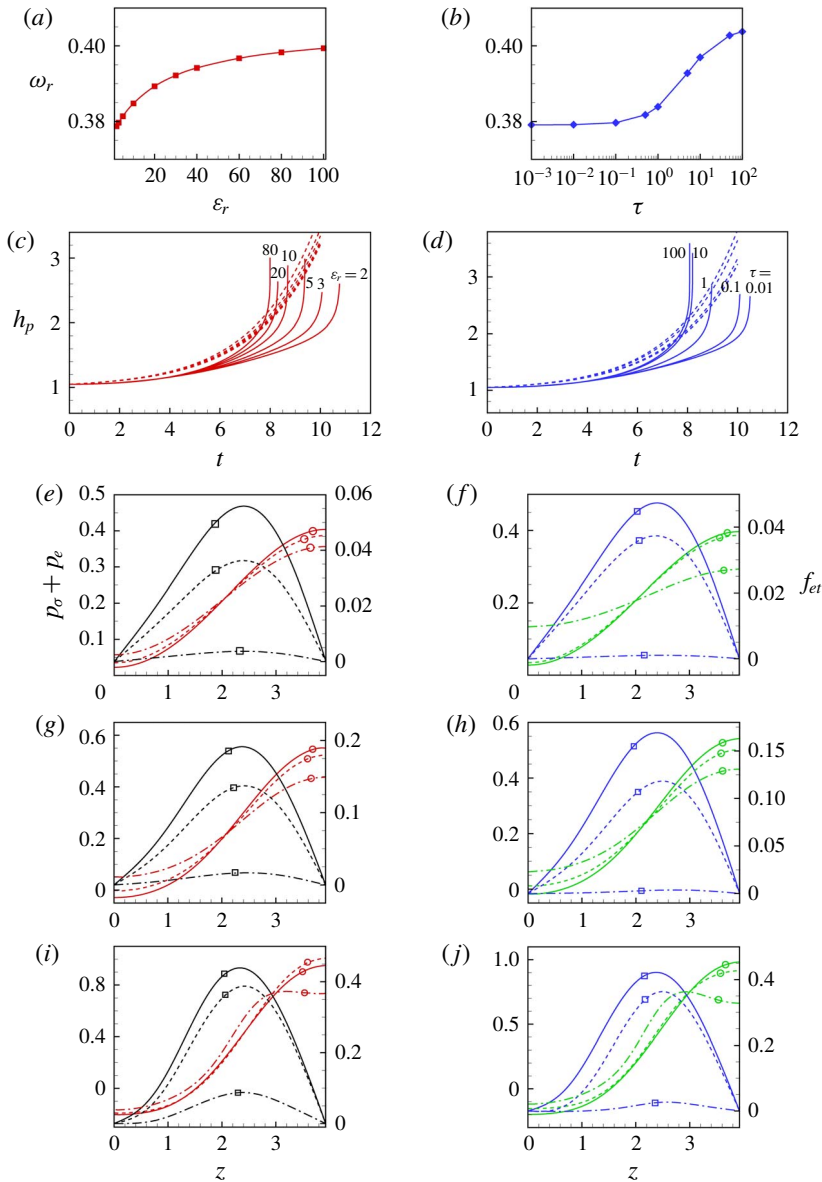 (a)
(b)
0.40
0.38
ω_r
20 40 60 80 100
ε_r
0.40
0.38
10⁻³ 10⁻² 10⁻¹ 10⁰ 10¹ 10²
τ
(c)
(d)
3
2
1
h_p
80 10
20 5 3 ε_r = 2
0 2 4 6 8 10 12
t
3
2
1
100 10
1 0.1 τ = 0.01
0 2 4 6 8 10 12
t
(e)
(f)
0.5
0.4
0.3
0.2
0.1
0
p_σ + p_e
0.06
0.04
0.02
0
1 2 3
0.4
0.2
0
0.04
0.02
0
f_et
0 1 2 3
(g)
(h)
0.6
0.4
0.2
0
0.2
0.1
0
0 1 2 3
0.6
0.4
0.2
0
0.15
0.10
0.05
0
0 1 2 3
(i)
(j)
0.8
0.4
0
0.4
0.2
0
0 1 2 3
z
1.0
0.5
0
0.4
0.2
0
0 1 2 3
z